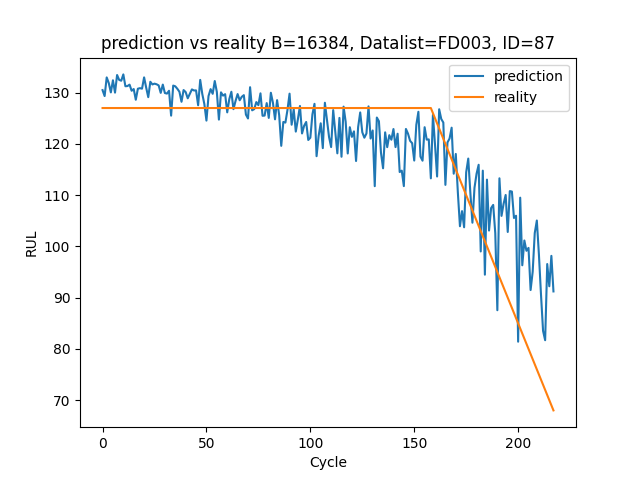 prediction vs reality B=16384, Datalist=FD003, ID=87
prediction
reality
130
120
110
100
90
80
70
RUL
0
50
100
150
200
Cycle